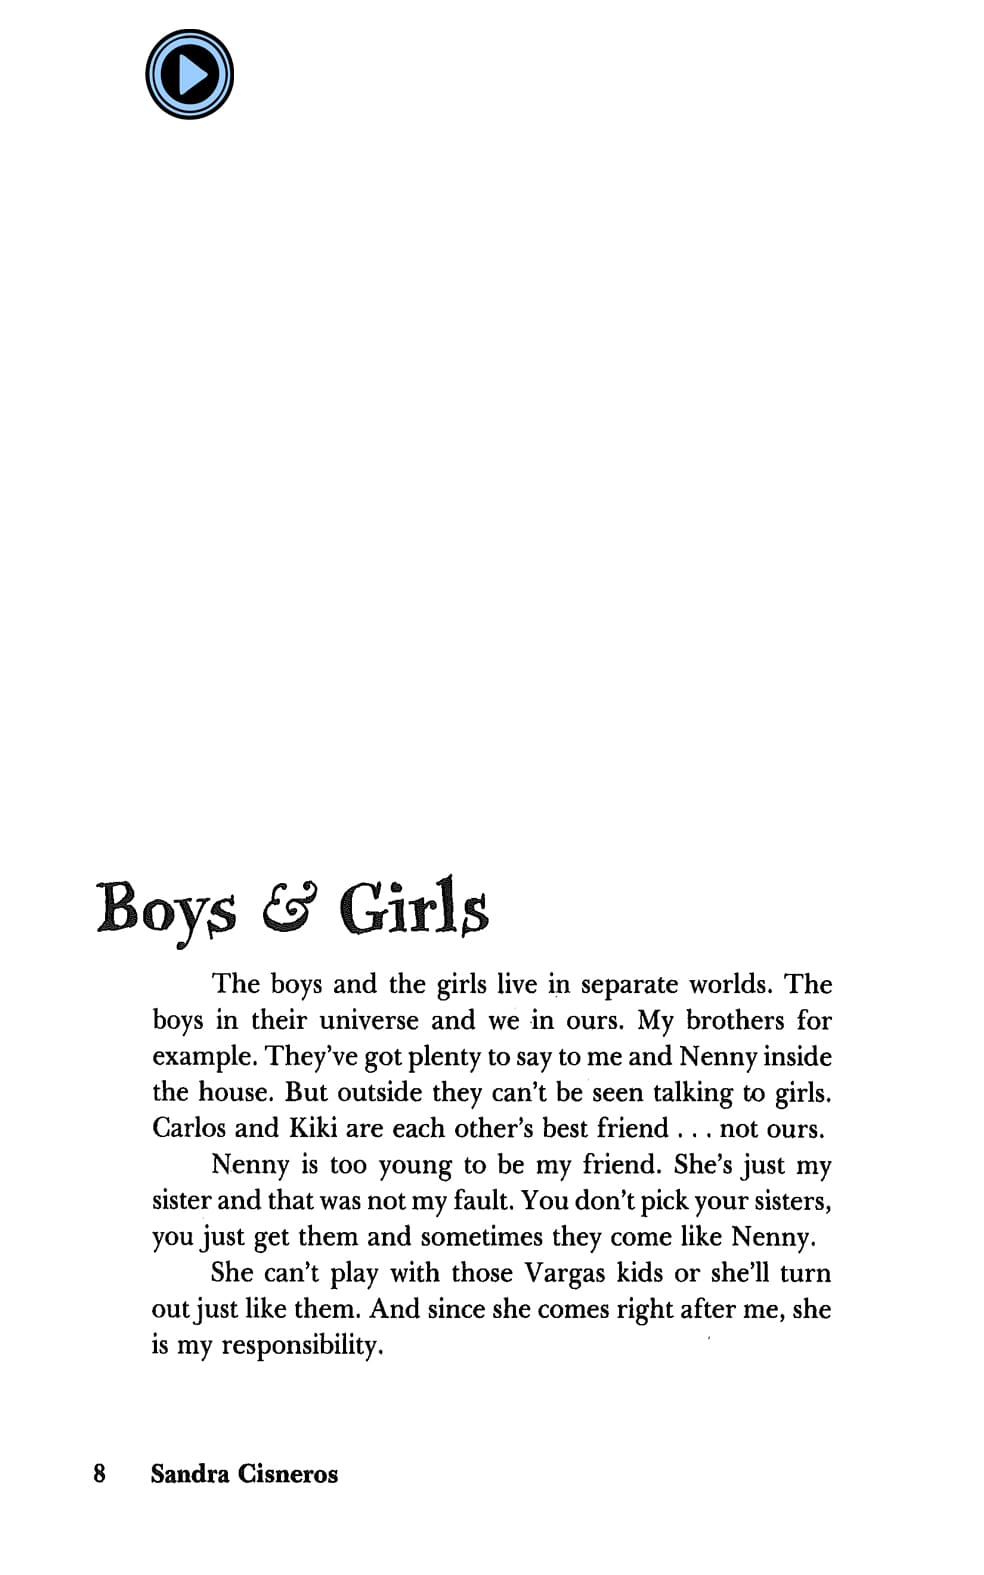 Boys & Girls
The boys and the girls live in separate worlds. The
boys in their universe and we in ours. My brothers for
example. They've got plenty to say to me and Nenny inside
the house. But outside they can't be seen talking to girls.
Carlos and Kiki are each other's best friend . . . not ours.
Nenny is too young to be my friend. She's just my
sister and that was not my fault. You don't pick your sisters,
you just get them and sometimes they come like Nenny.
She can't play with those Vargas kids or she'll turn
out just like them. And since she comes right after me, she
is my responsibility.
8 Sandra Cisneros